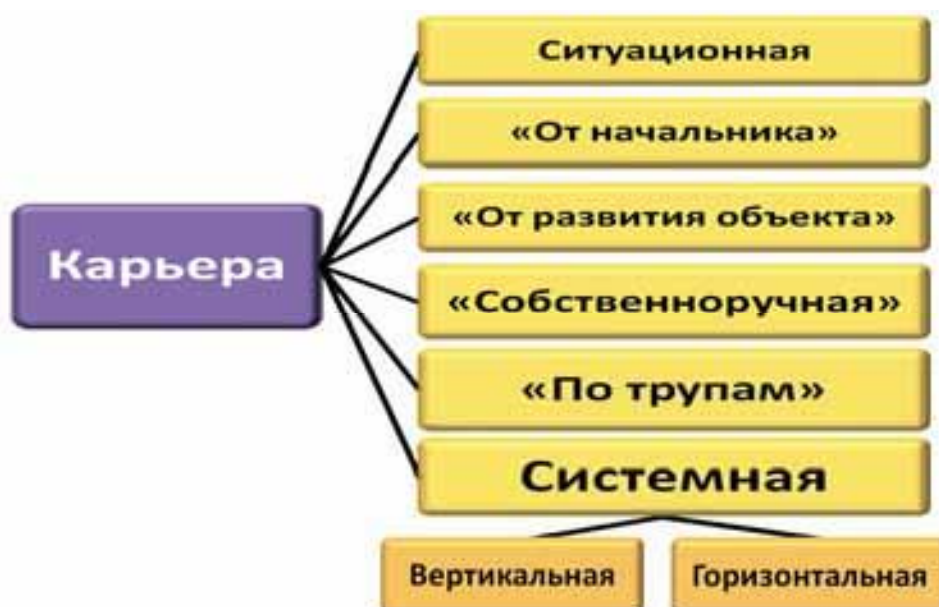 Карьера
Ситуационная
«От начальника»
«От развития объекта»
«Собственноручная»
«По трупам»
Системная
Вертикальная
Горизонтальная